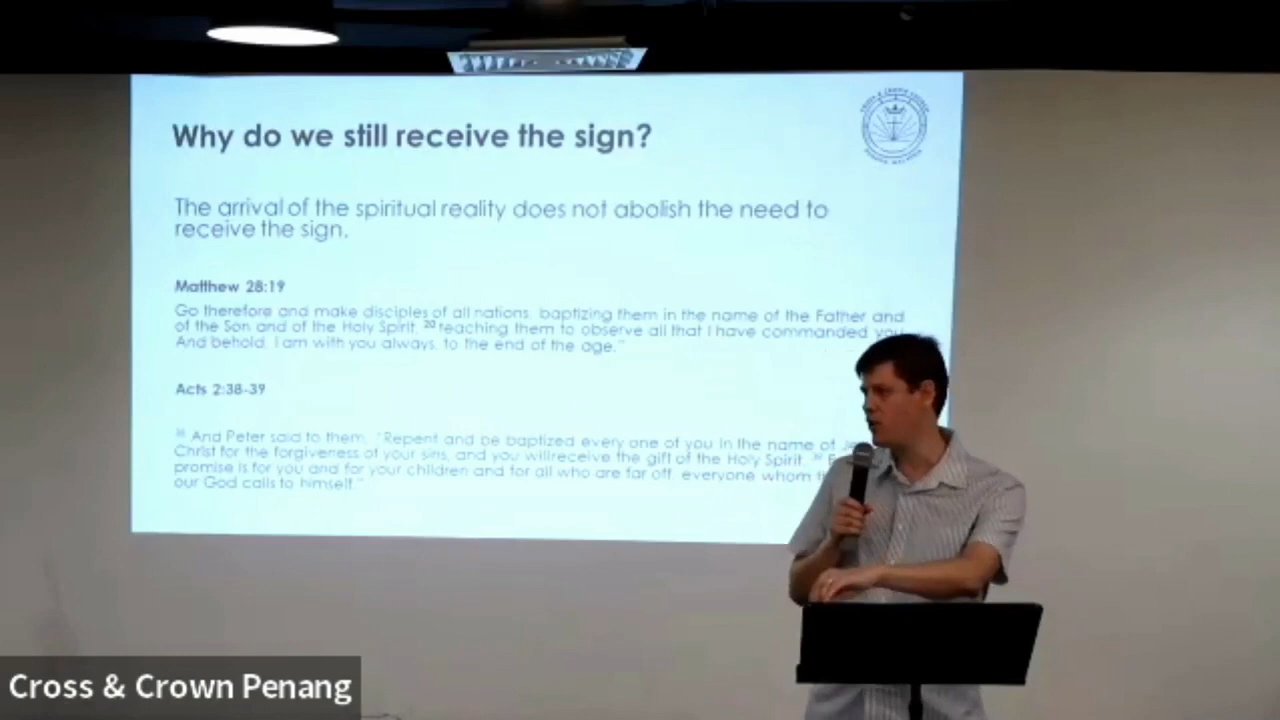 CROSS & CROWN CHURCH
PENANG, MALAYSIA
Why do we still receive the sign?
The arrival of the spiritual reality does not abolish the need to
receive the sign.
Matthew 28:19
Go therefore and make disciples of all nations, baptizing them in the name of the Father and
of the Son and of the Holy Spirit, 20 teaching them to observe all that I have commanded you.
And behold, I am with you always, to the end of the age."
Acts 2:38-39
38 And Peter said to them, "Repent and be baptized every one of you in the name of
Christ for the forgiveness of your sins, and you willreceive the gift of the Holy Spirit. 39
promise is for you and for your children and for all who are far off, everyone whom
our God calls to himself."
Cross & Crown Penang